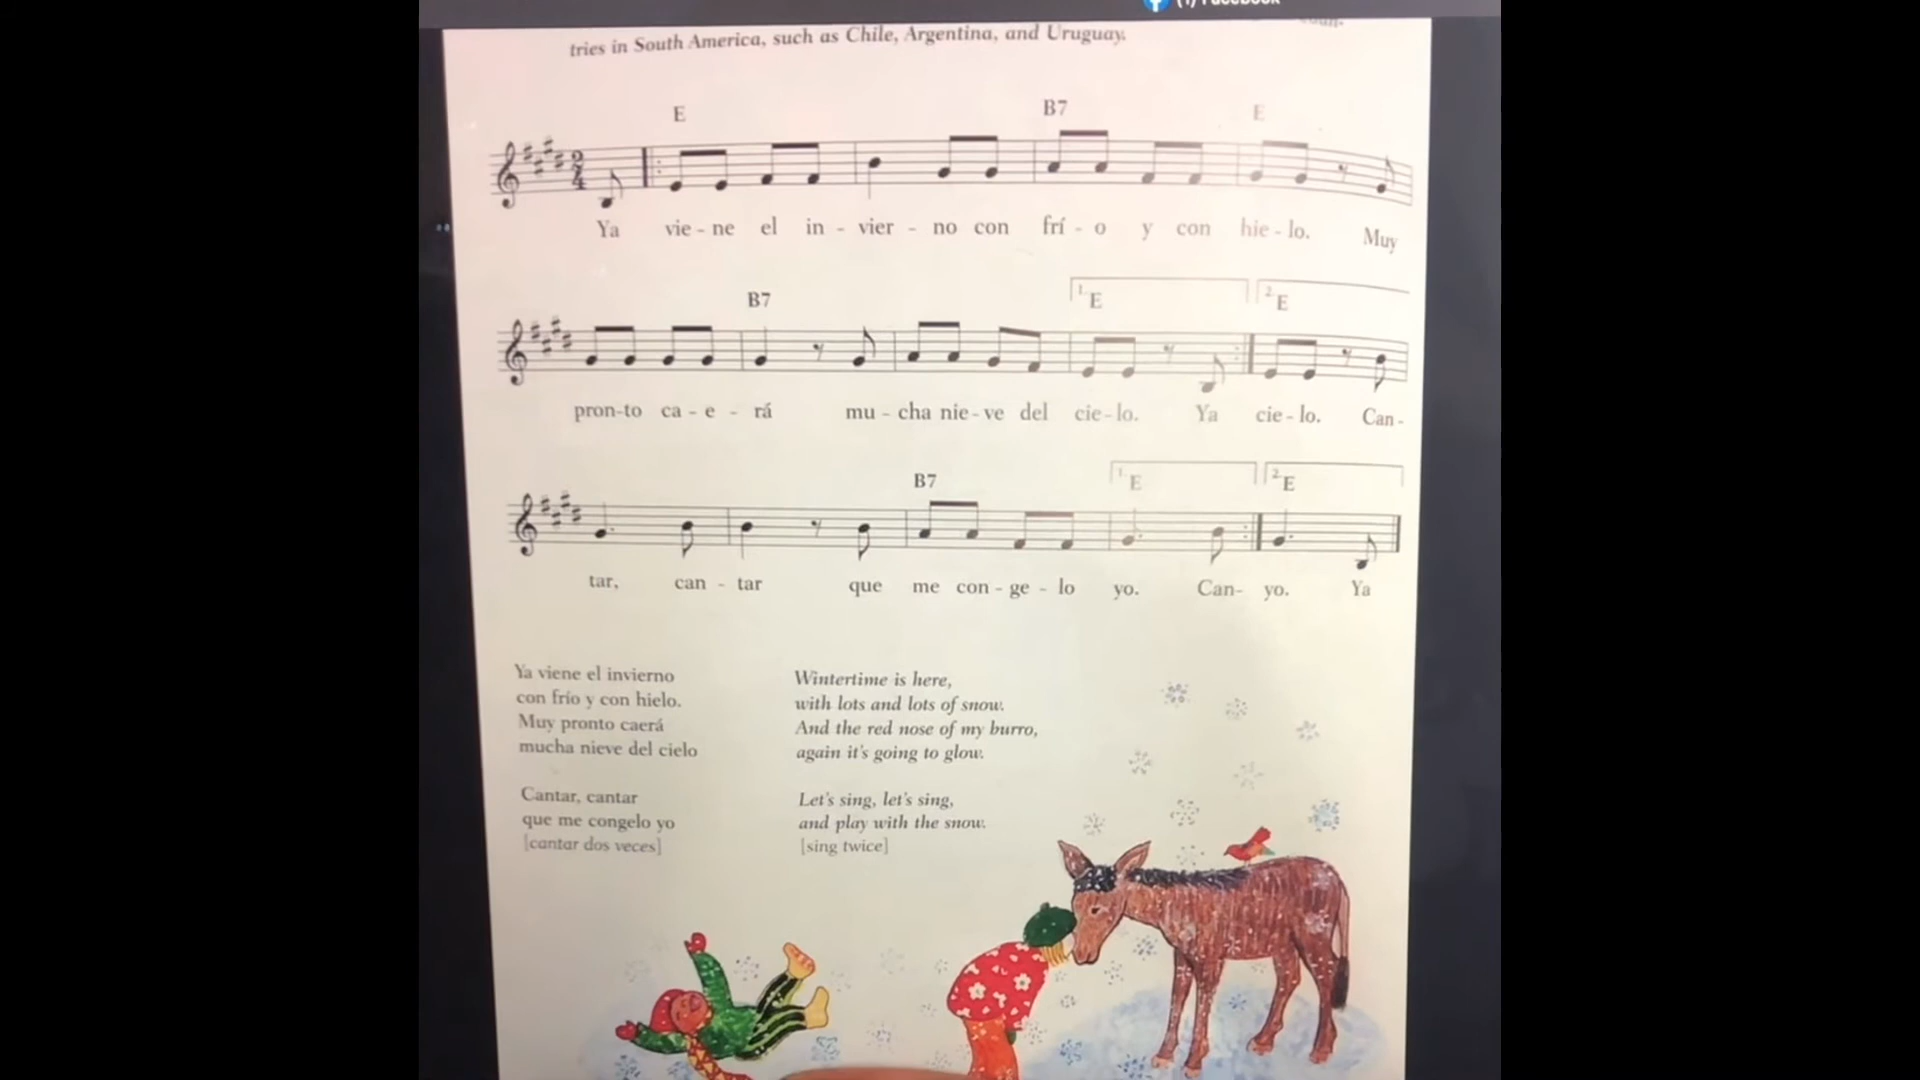 (1) Facebook
tries in South America, such as Chile, Argentina, and Uruguay.
E B7 E
2
4
Ya vie - ne el in - vier - no con frí - o y con hie - lo. Muy
B7 1. E 2. E
pron-to ca - e - rá mu - cha nie - ve del cie - lo. Ya cie - lo. Can -
B7 1. E 2. E
tar, can - tar que me con - ge - lo yo. Can- yo. Ya
Ya viene el invierno
con frío y con hielo.
Muy pronto caerá
mucha nieve del cielo
Cantar, cantar
que me congelo yo
[cantar dos veces]
Wintertime is here,
with lots and lots of snow.
And the red nose of my burro,
again it's going to glow.
Let's sing, let's sing,
and play with the snow.
[sing twice]